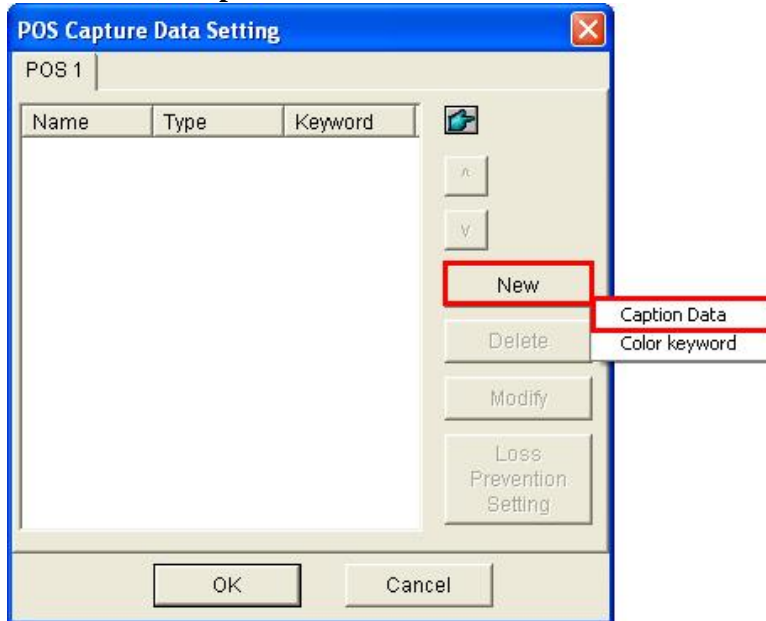 POS Capture Data Setting
POS 1
Name Type Keyword
^
v
New
Caption Data
Delete
Color keyword
Modify
Loss
Prevention
Setting
OK Cancel